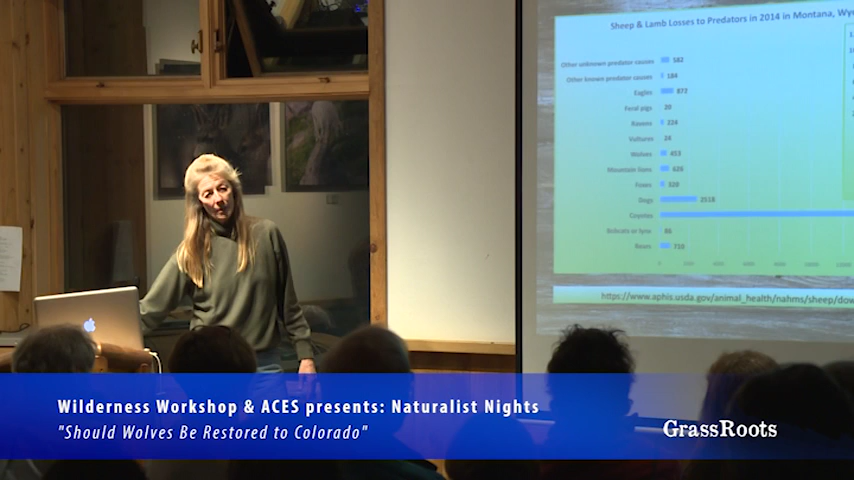 Sheep & Lamb Losses to Predators in 2014 in Montana, Wyo
Other unknown predator causes 582
Other known predator causes 184
Eagles 872
Feral pigs 20
Ravens 224
Vultures 24
Wolves 453
Mountain lions 626
Foxes 320
Dogs 2518
Coyotes
Bobcats or lynx 86
Bears 710
https://www.aphis.usda.gov/animal_health/nahms/sheep/dow
Wilderness Workshop & ACES presents: Naturalist Nights
"Should Wolves Be Restored to Colorado"
GrassRoots